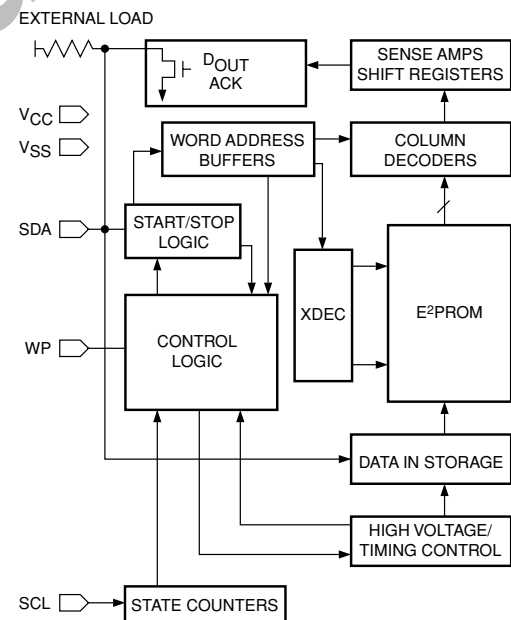 EXTERNAL LOAD
DOUT
ACK
SENSE AMPS
SHIFT REGISTERS
VCC
VSS
WORD ADDRESS
BUFFERS
COLUMN
DECODERS
SDA
START/STOP
LOGIC
XDEC
E²PROM
WP
CONTROL
LOGIC
DATA IN STORAGE
HIGH VOLTAGE/
TIMING CONTROL
SCL
STATE COUNTERS